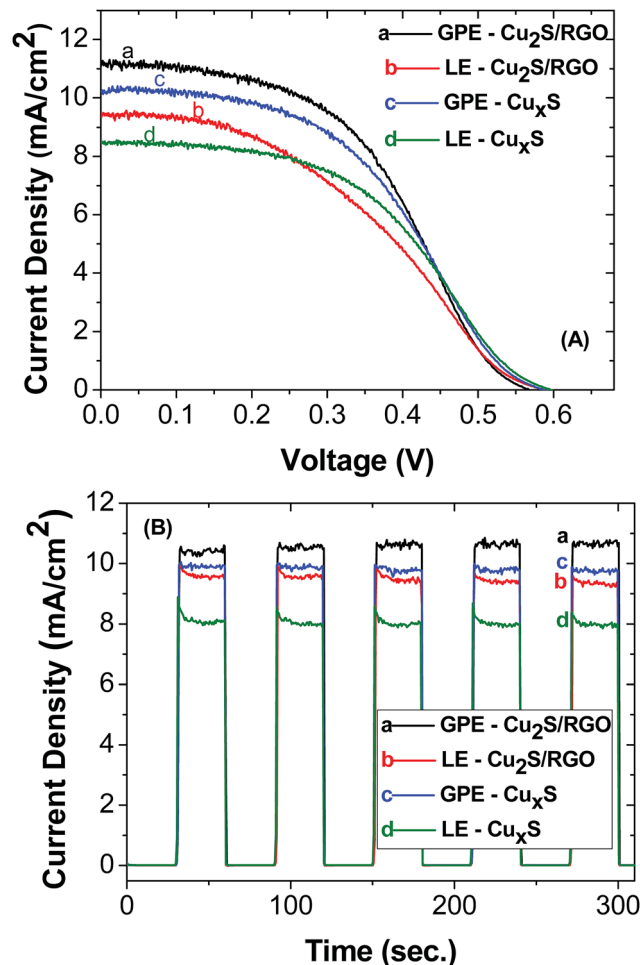 12
10
8
6
4
2
0
Current Density (mA/cm²)
a
c
b
d
a GPE - Cu₂S/RGO
b LE - Cu₂S/RGO
c GPE - CuₓS
d LE - CuₓS
(A)
0.0 0.1 0.2 0.3 0.4 0.5 0.6
Voltage (V)
(B)
12
10
8
6
4
2
0
Current Density (mA/cm²)
a
c
b
d
a GPE - Cu₂S/RGO
b LE - Cu₂S/RGO
c GPE - CuₓS
d LE - CuₓS
0 100 200 300
Time (sec.)